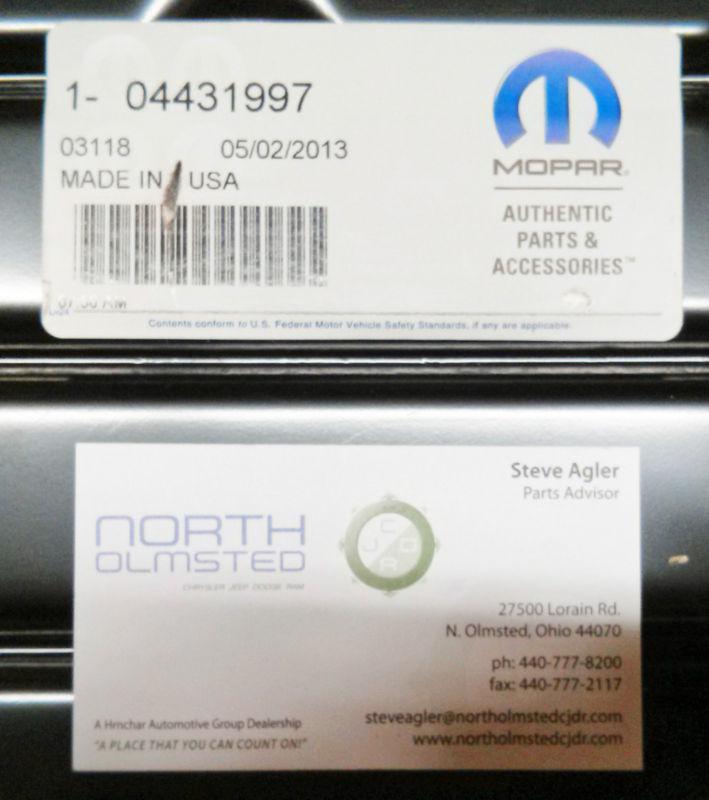 1- 04431997
03118 05/02/2013
MADE IN USA
MOPAR®
AUTHENTIC
PARTS &
ACCESSORIES™
AM
Contents conform to U.S. Federal Motor Vehicle Safety Standards, if any are applicable.
Steve Agler
Parts Advisor
NORTH
OLMSTED
CHRYSLER JEEP DODGE RAM
C
J D
R
27500 Lorain Rd.
N. Olmsted, Ohio 44070
ph: 440-777-8200
fax: 440-777-2117
steveagler@northolmstedcjdr.com
www.northolmstedcjdr.com
A Hrnchar Automotive Group Dealership
"A PLACE THAT YOU CAN COUNT ON!"